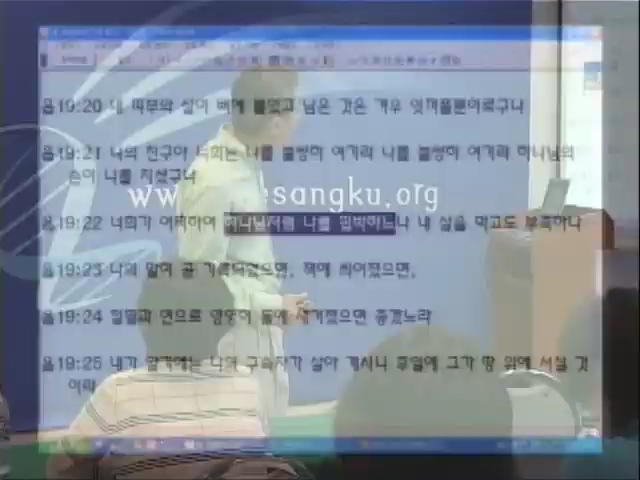 욥19:20 내 피부와 살이 뼈에 붙었고 남은 것은 겨우 잇꺼풀뿐이로구나
욥19:21 나의 친구야 너희는 나를 불쌍히 여기라 나를 불쌍히 여기라 하나님의
손이 나를 치셨구나
esangku.org
욥19:22 너희가 어찌하여 하나님처럼 나를 핍박하느냐 내 살을 먹고도 부족하냐
욥19:23 나의 말이 곧 기록되었으면, 책에 씌어졌으면,
욥19:24 철필과 연으로 영영히 돌에 새겨졌으면 좋겠노라
욥19:25 내가 알기에는 나의 구속자가 살아 계시니 후일에 그가 땅 위에 서실 것
이라